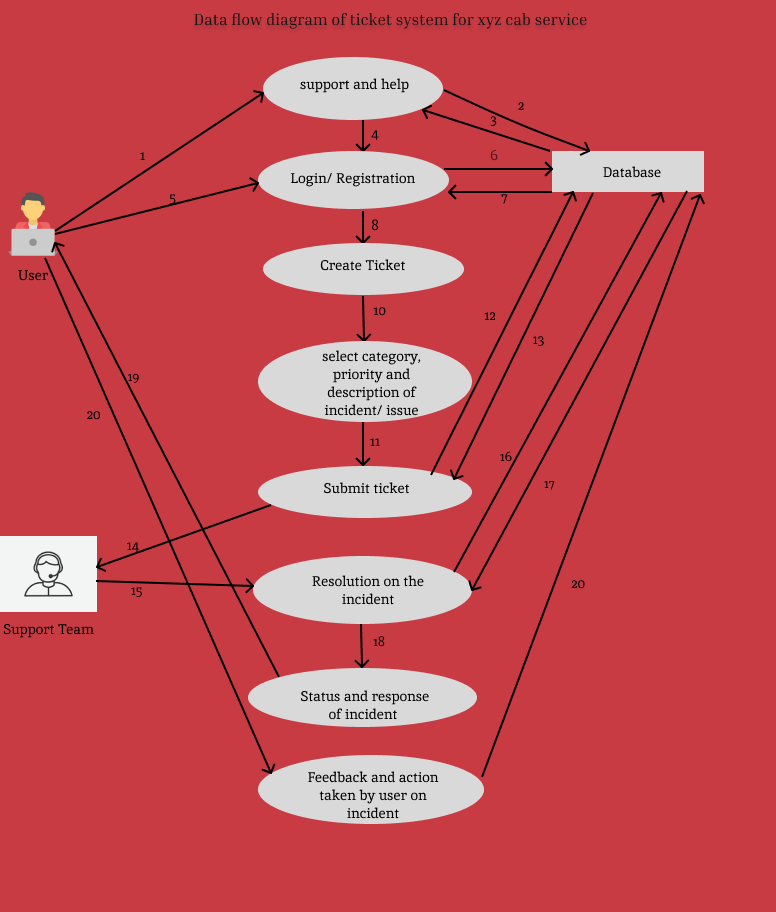 Data flow diagram of ticket system for xyz cab service
support and help
2
3
4
1
6
Database
Login/ Registration
5
7
8
Create Ticket
User
10
12
13
select category,
priority and
description of
incident/ issue
19
20
11
16
17
Submit ticket
14
15
Resolution on the
incident
20
Support Team
18
Status and response
of incident
Feedback and action
taken by user on
incident